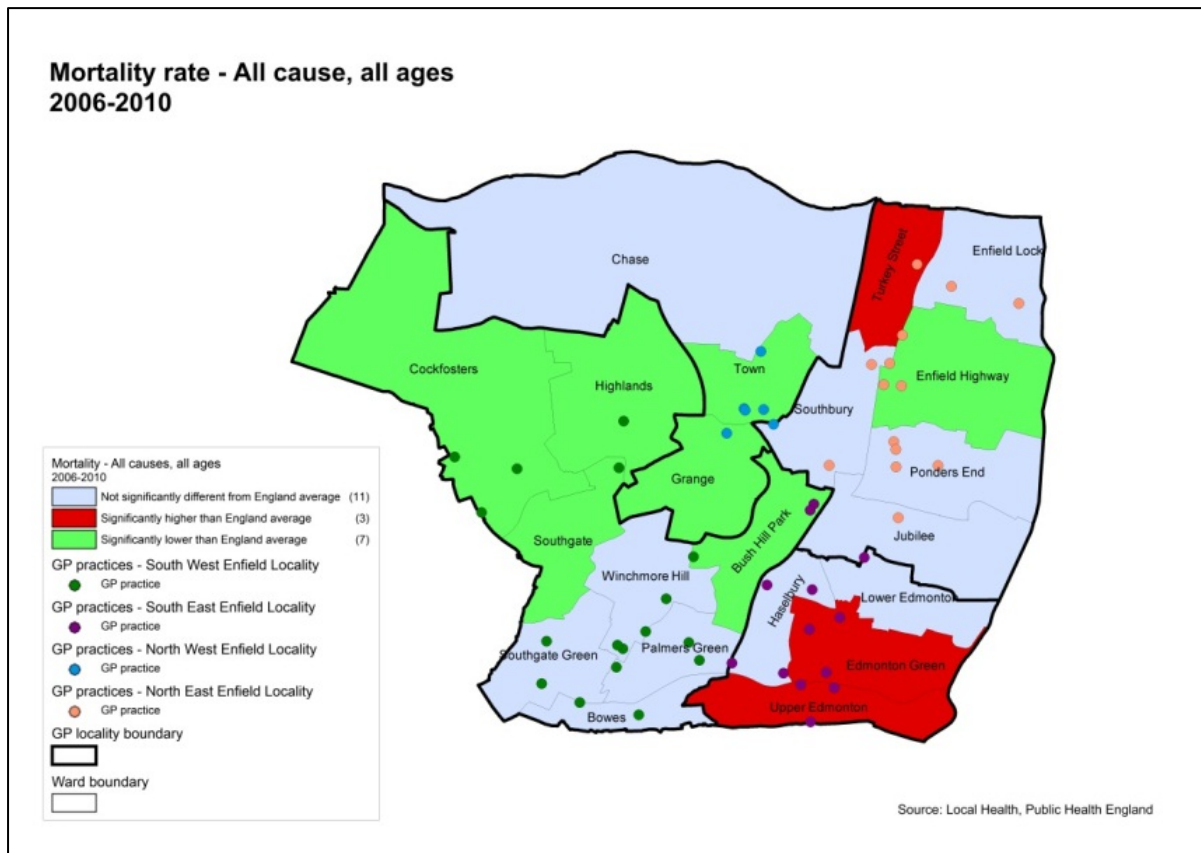 Mortality rate - All cause, all ages
2006-2010
Chase
Turkey Street
Enfield Lock
Cockfosters
Highlands
Town
Enfield Highway
Southbury
Grange
Ponders End
Bush Hill Park
Jubilee
Southgate
Winchmore Hill
Haselbury
Lower Edmonton
Southgate Green
Palmers Green
Edmonton Green
Bowes
Upper Edmonton
Mortality - All causes, all ages
2006-2010
Not significantly different from England average (11)
Significantly higher than England average (3)
Significantly lower than England average (7)
GP practices - South West Enfield Locality
GP practice
GP practices - South East Enfield Locality
GP practice
GP practices - North West Enfield Locality
GP practice
GP practices - North East Enfield Locality
GP practice
GP locality boundary
Ward boundary
Source: Local Health, Public Health England